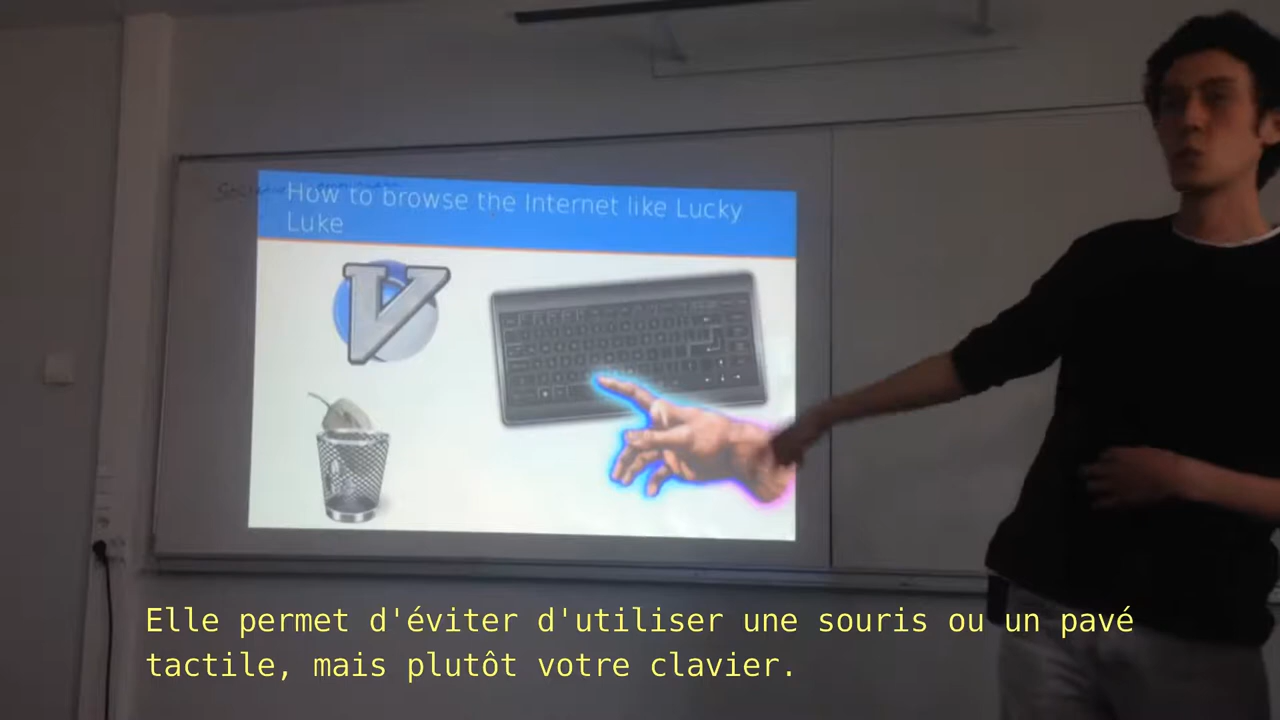 How to browse the Internet like Lucky
Luke
V
Elle permet d'éviter d'utiliser une souris ou un pavé
tactile, mais plutôt votre clavier.